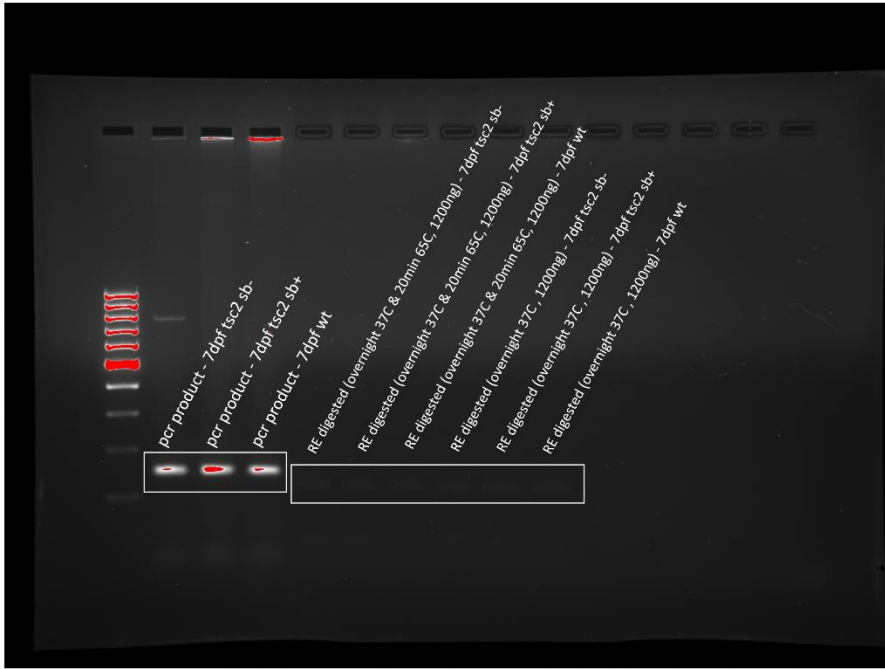 pcr product - 7dpf tsc2 sb-
pcr product - 7dpf tsc2 sb+
pcr product - 7dpf wt
RE digested (overnight 37C & 20min 65C, 1200ng) - 7dpf tsc2 sb-
RE digested (overnight 37C & 20min 65C, 1200ng) - 7dpf tsc2 sb+
RE digested (overnight 37C & 20min 65C, 1200ng) - 7dpf wt
RE digested (overnight 37C , 1200ng) - 7dpf tsc2 sb-
RE digested (overnight 37C , 1200ng) - 7dpf tsc2 sb+
RE digested (overnight 37C, 1200ng) - 7dpf wt